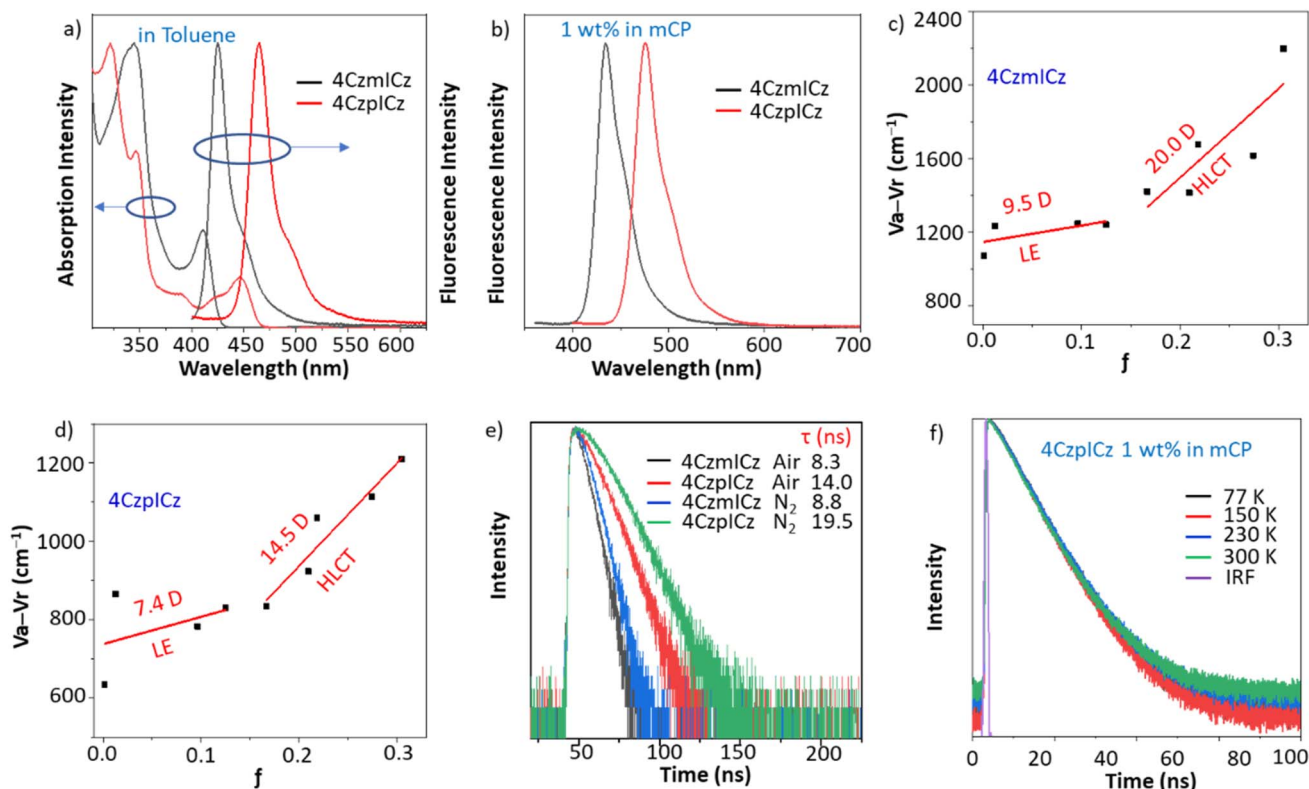 a)
in Toluene
4CzmICz
4CzpICz
Absorption Intensity
Fluorescence Intensity
350 400 450 500 550 600
Wavelength (nm)
b)
1 wt% in mCP
4CzmICz
4CzpICz
Fluorescence Intensity
400 500 600 700
Wavelength (nm)
c)
4CzmICz
2400
2000
1600
1200
800
Va–Vr (cm⁻¹)
9.5 D
LE
20.0 D
HLCT
0.0 0.1 0.2 0.3
ƒ
d)
4CzpICz
1200
1000
800
600
Va–Vr (cm⁻¹)
7.4 D
LE
14.5 D
HLCT
0.0 0.1 0.2 0.3
ƒ
e)
τ (ns)
4CzmICz Air 8.3
4CzpICz Air 14.0
4CzmICz N₂ 8.8
4CzpICz N₂ 19.5
Intensity
50 100 150 200
Time (ns)
f)
4CzpICz 1 wt% in mCP
77 K
150 K
230 K
300 K
IRF
Intensity
0 20 40 60 80 100
Time (ns)